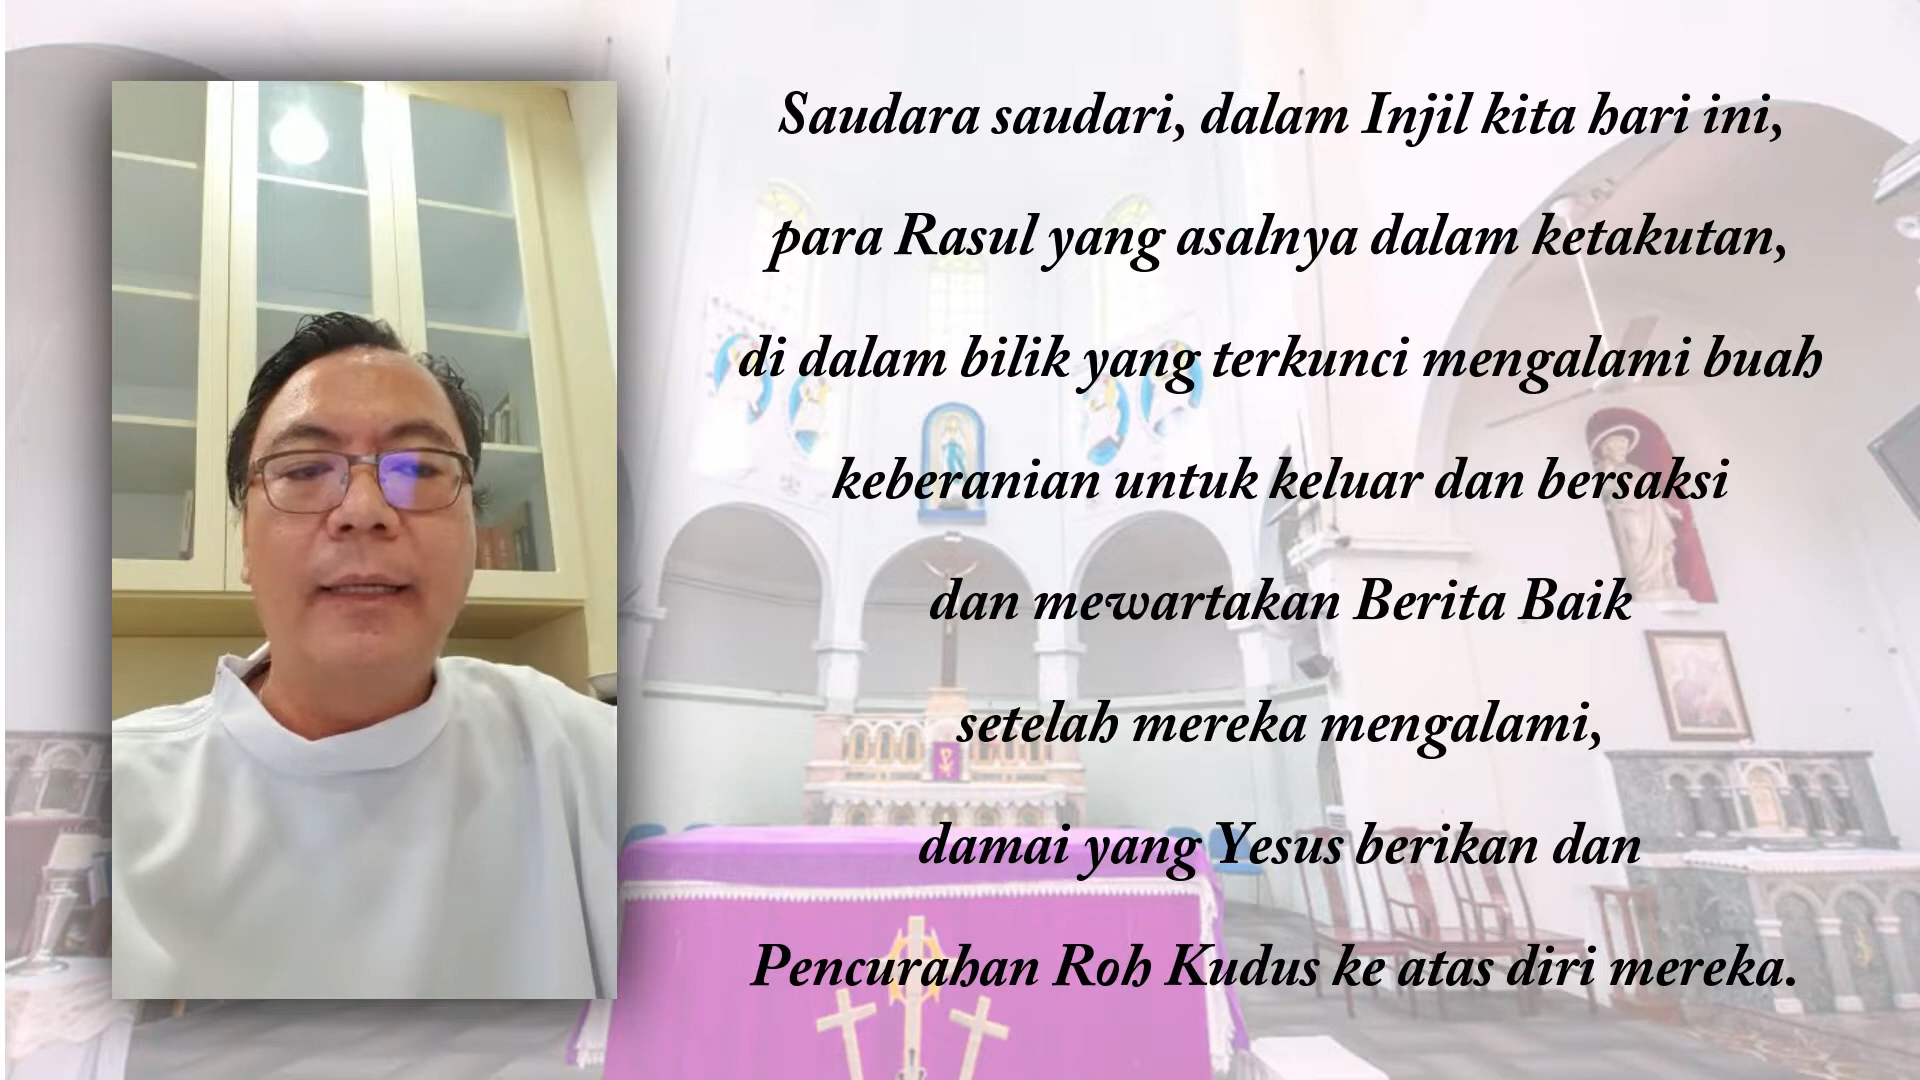 Saudara saudari, dalam Injil kita hari ini,
para Rasul yang asalnya dalam ketakutan,
di dalam bilik yang terkunci mengalami buah
keberanian untuk keluar dan bersaksi
dan mewartakan Berita Baik
setelah mereka mengalami,
damai yang Yesus berikan dan
Pencurahan Roh Kudus ke atas diri mereka.